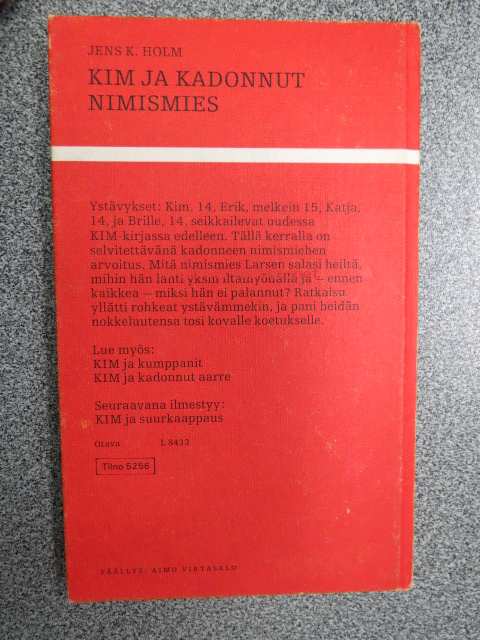 JENS K. HOLM
KIM JA KADONNUT
NIMISMIES
Ystävykset: Kim, 14, Erik, melkein 15, Katja,
14, ja Brille, 14, seikkailevat uudessa
KIM-kirjassa edelleen. Tällä kerralla on
selvitettävänä kadonneen nimismiehen
arvoitus. Mitä nimismies Larsen salasi heiltä,
mihin hän lähti yksin iltamyöhällä ja – ennen
kaikkea – miksi hän ei palannut? Ratkaisu
yllätti rohkeat ystävämmekin, ja pani heidän
nokkeluutensa tosi kovalle koetukselle.
Lue myös:
KIM ja kumppanit
KIM ja kadonnut aarre
Seuraavana ilmestyy:
KIM ja suurkaappaus
Otava L 8433
Tilno 5256
PÄÄLLYS: AIMO VIRTASALO